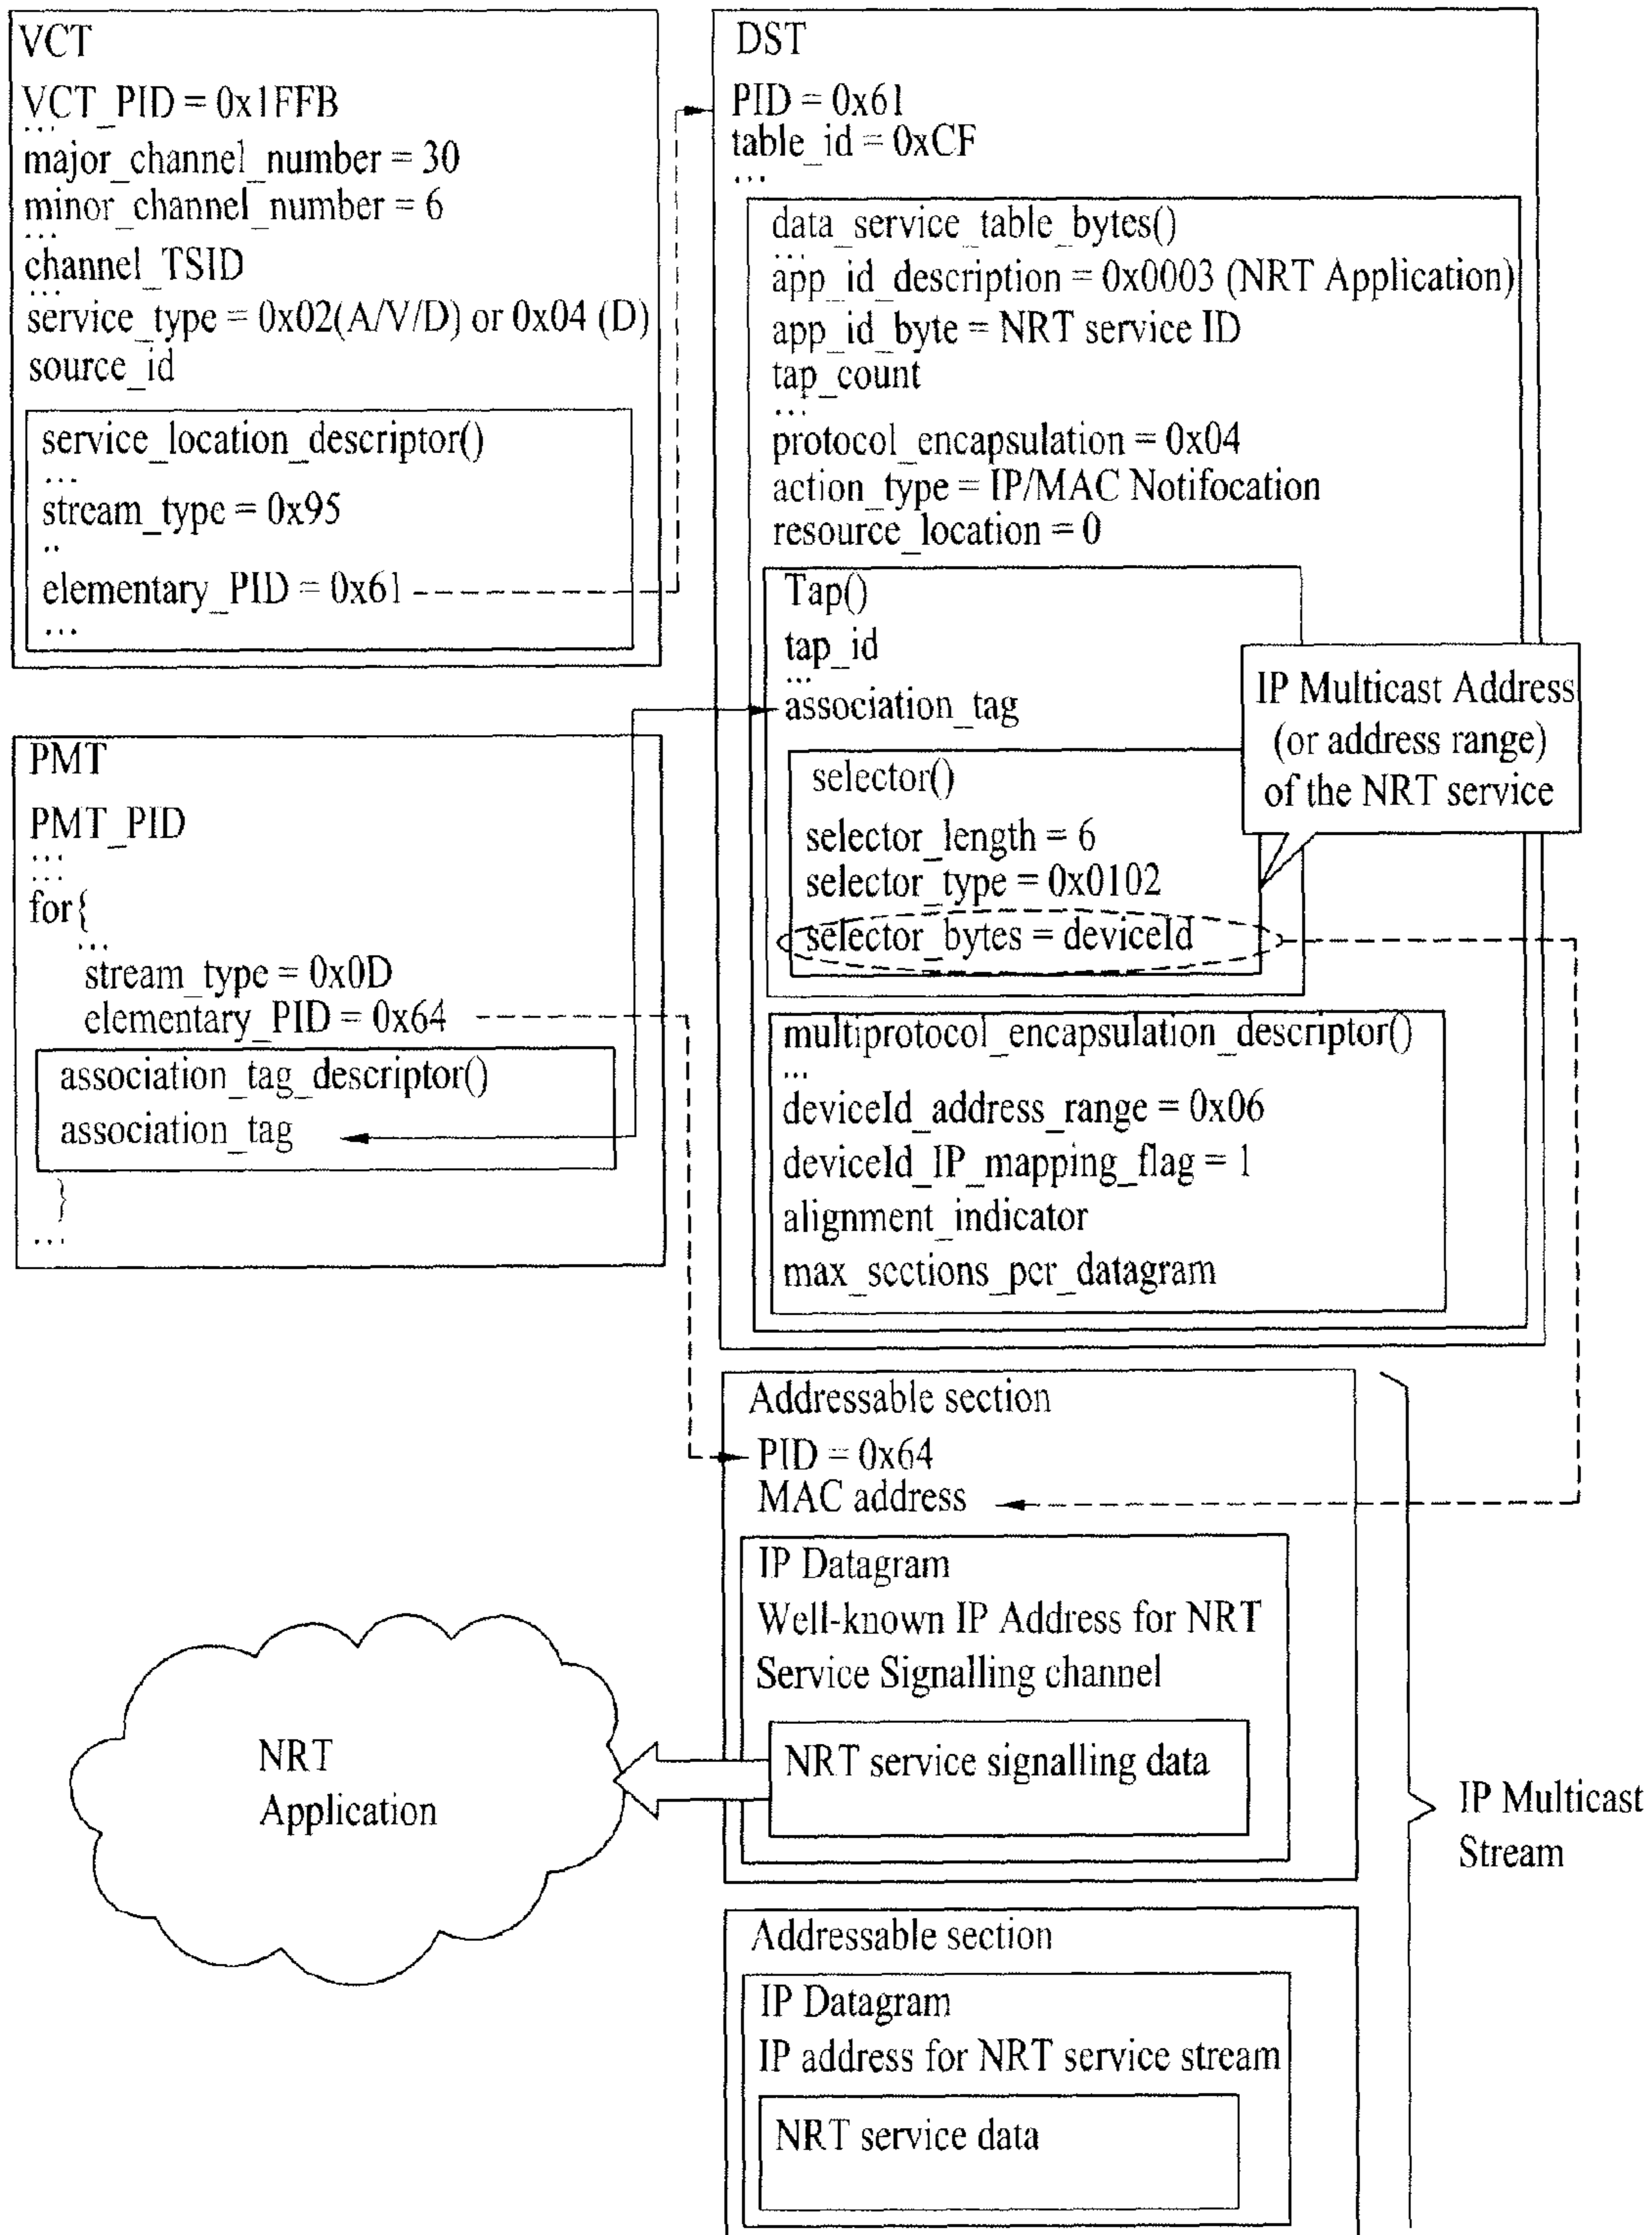 VCT
VCT_PID = 0x1FFB
...
major_channel_number = 30
minor_channel_number = 6
...
channel_TSID
...
service_type = 0x02(A/V/D) or 0x04 (D)
source_id
service_location_descriptor()
...
stream_type = 0x95
..
elementary_PID = 0x61
...
PMT
PMT_PID
...
...
for{
...
stream_type = 0x0D
elementary_PID = 0x64
association_tag_descriptor()
association_tag
}
...
DST
PID = 0x61
table_id = 0xCF
...
data_service_table_bytes()
...
app_id_description = 0x0003 (NRT Application)
app_id_byte = NRT service ID
tap_count
...
protocol_encapsulation = 0x04
action_type = IP/MAC Notifocation
resource_location = 0
Tap()
tap_id
...
association_tag
selector()
selector_length = 6
selector_type = 0x0102
selector_bytes = deviceId
IP Multicast Address
(or address range)
of the NRT service
multiprotocol_encapsulation_descriptor()
...
deviceId_address_range = 0x06
deviceId_IP_mapping_flag = 1
alignment_indicator
max_sections_per_datagram
Addressable section
PID = 0x64
MAC address
IP Datagram
Well-known IP Address for NRT
Service Signalling channel
NRT service signalling data
NRT
Application
IP Multicast
Stream
Addressable section
IP Datagram
IP address for NRT service stream
NRT service data